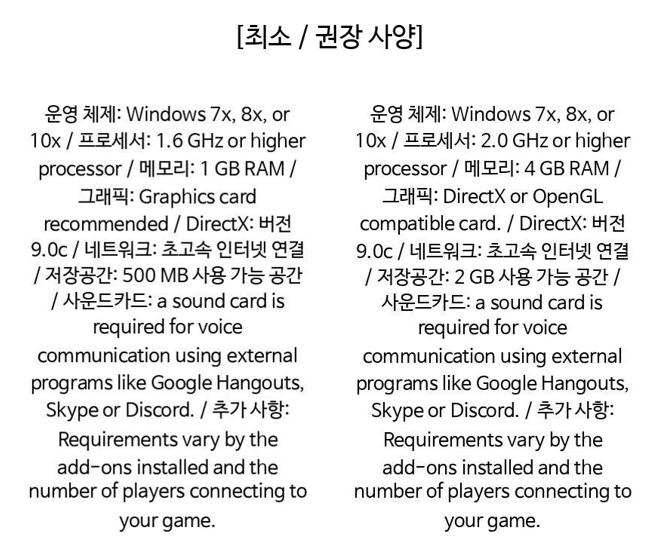 [최소 / 권장 사양]
운영 체제: Windows 7x, 8x, or
10x / 프로세서: 1.6 GHz or higher
processor / 메모리: 1 GB RAM /
그래픽: Graphics card
recommended / DirectX: 버전
9.0c / 네트워크: 초고속 인터넷 연결
/ 저장공간: 500 MB 사용 가능 공간
/ 사운드카드: a sound card is
required for voice
communication using external
programs like Google Hangouts,
Skype or Discord. / 추가 사항:
Requirements vary by the
add-ons installed and the
number of players connecting to
your game.
운영 체제: Windows 7x, 8x, or
10x / 프로세서: 2.0 GHz or higher
processor / 메모리: 4 GB RAM /
그래픽: DirectX or OpenGL
compatible card. / DirectX: 버전
9.0c / 네트워크: 초고속 인터넷 연결
/ 저장공간: 2 GB 사용 가능 공간 /
사운드카드: a sound card is
required for voice
communication using external
programs like Google Hangouts,
Skype or Discord. / 추가 사항:
Requirements vary by the
add-ons installed and the
number of players connecting to
your game.